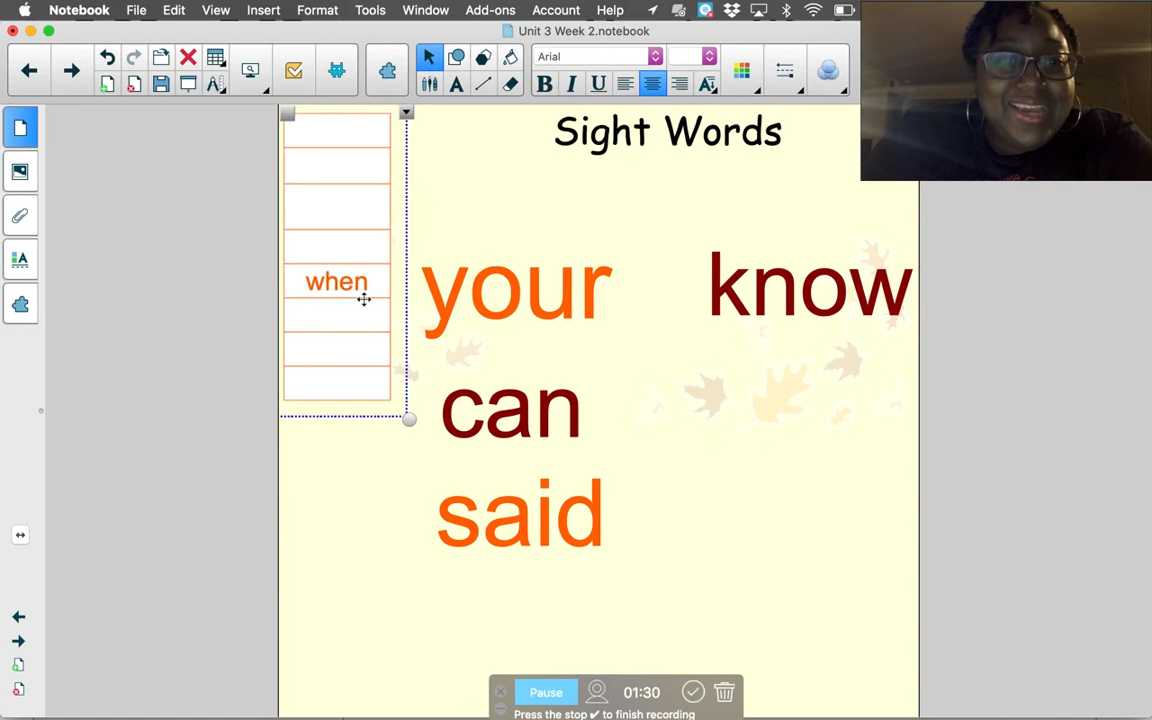 Notebook File Edit View Insert Format Tools Window Add-ons Account Help
Unit 3 Week 2.notebook
Arial
B I U A
Sight Words
when
your know
can
said
Pause 01:30
Press the stop ✔ to finish recording